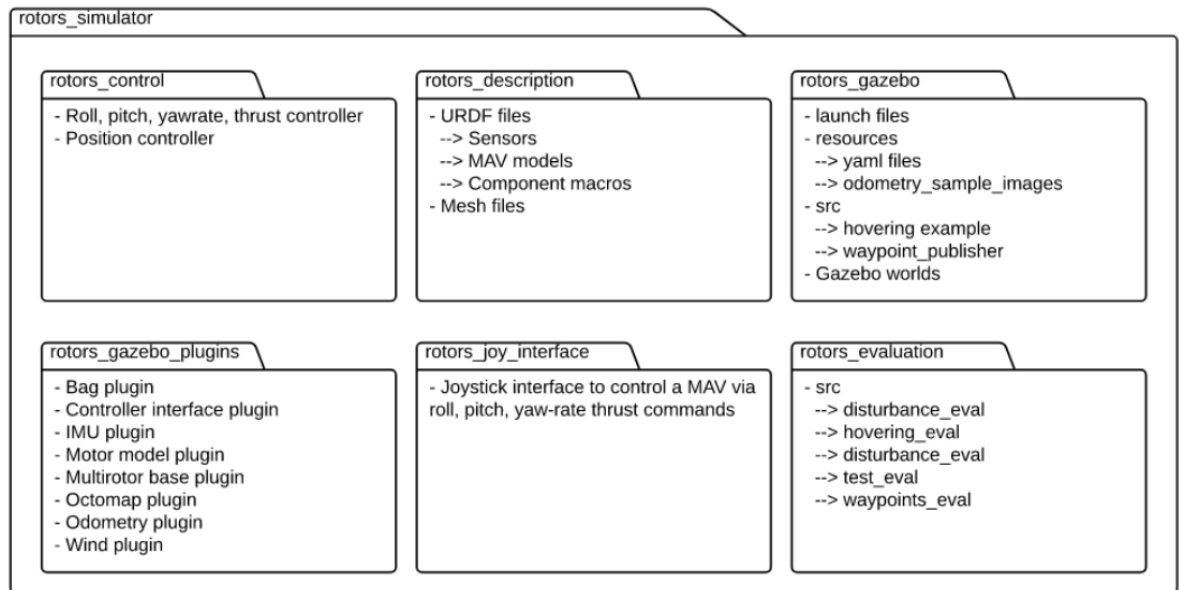 rotors_simulator
rotors_control
- Roll, pitch, yawrate, thrust controller
- Position controller
rotors_description
- URDF files
--> Sensors
--> MAV models
--> Component macros
- Mesh files
rotors_gazebo
- launch files
- resources
--> yaml files
--> odometry_sample_images
- src
--> hovering example
--> waypoint_publisher
- Gazebo worlds
rotors_gazebo_plugins
- Bag plugin
- Controller interface plugin
- IMU plugin
- Motor model plugin
- Multirotor base plugin
- Octomap plugin
- Odometry plugin
- Wind plugin
rotors_joy_interface
- Joystick interface to control a MAV via
roll, pitch, yaw-rate thrust commands
rotors_evaluation
- src
--> disturbance_eval
--> hovering_eval
--> disturbance_eval
--> test_eval
--> waypoints_eval